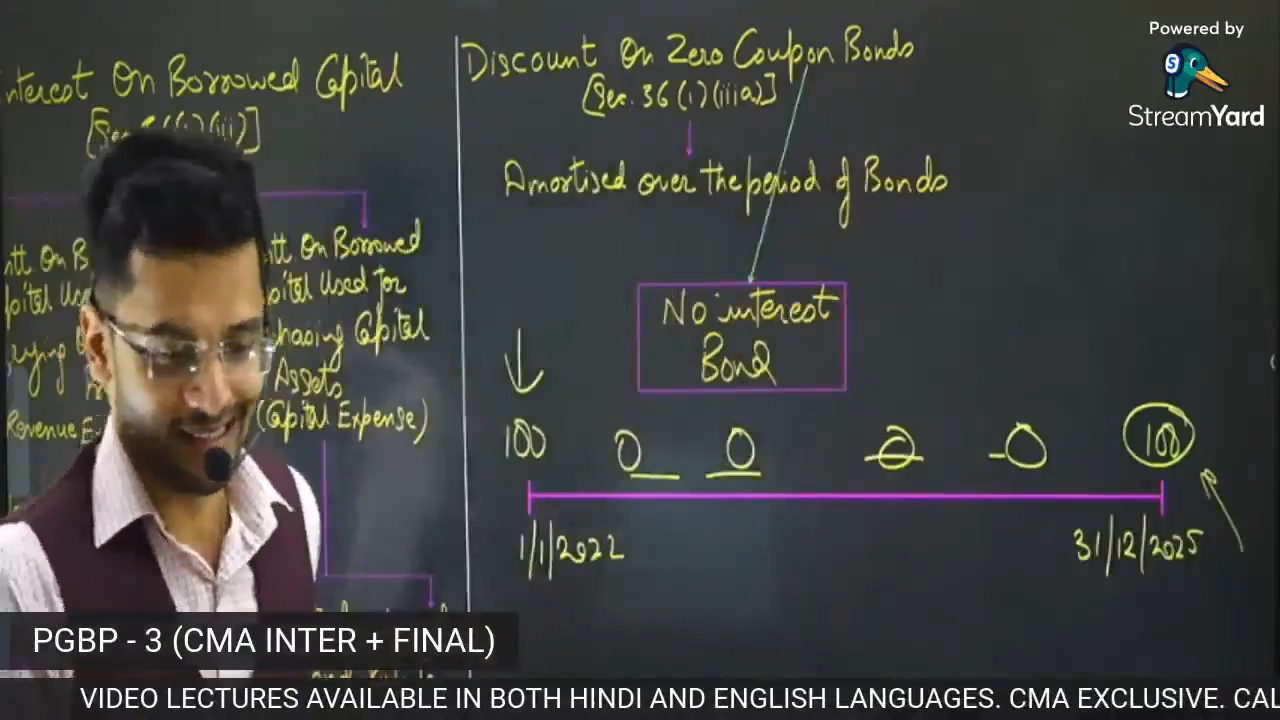 Interest On Borrowed Capital
Discount On Zero Coupon Bonds
[Sec. 36(1)(iiia)]
Amortised over the period of Bonds
On Borrowed
Used for
Capital
Assets
Revenue
(Capital Expense)
No interest
Bond
100 0 0 0 0 100
1/1/2022 31/12/2025
Powered by
S
StreamYard
PGBP - 3 (CMA INTER + FINAL)
VIDEO LECTURES AVAILABLE IN BOTH HINDI AND ENGLISH LANGUAGES. CMA EXCLUSIVE. CAL